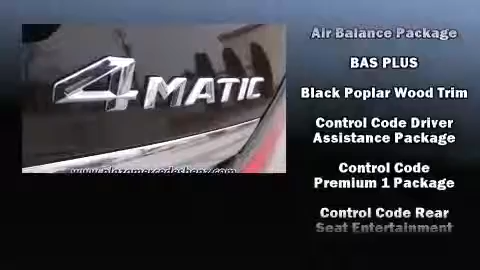 4MATIC
www.plazamercedesbenz.com
Air Balance Package
BAS PLUS
Black Poplar Wood Trim
Control Code Driver
Assistance Package
Control Code
Premium 1 Package
Control Code Rear
Seat Entertainment